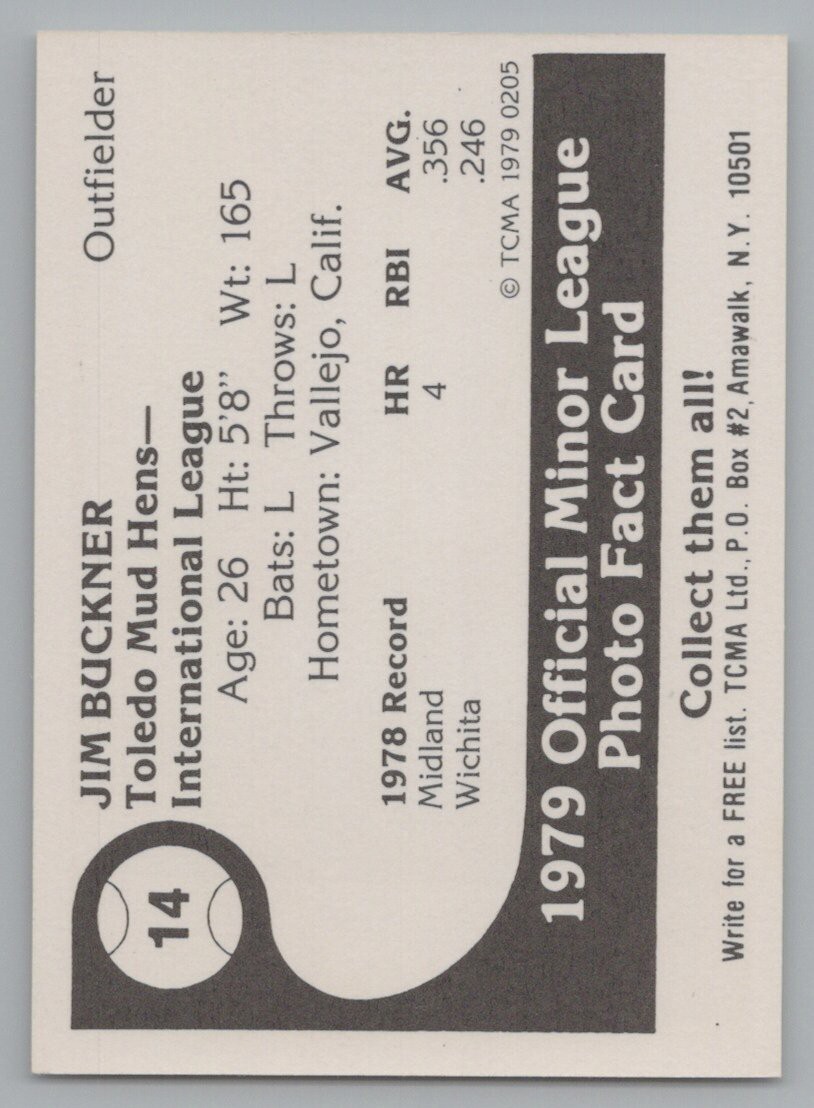 14
JIM BUCKNER Outfielder
Toledo Mud Hens—
International League
Age: 26 Ht: 5'8” Wt: 165
Bats: L Throws: L
Hometown: Vallejo, Calif.
1978 Record HR RBI AVG.
Midland 4 .356
Wichita .246
© TCMA 1979 0205
1979 Official Minor League
Photo Fact Card
Collect them all!
Write for a FREE list. TCMA Ltd., P.O. Box #2, Amawalk, N.Y. 10501